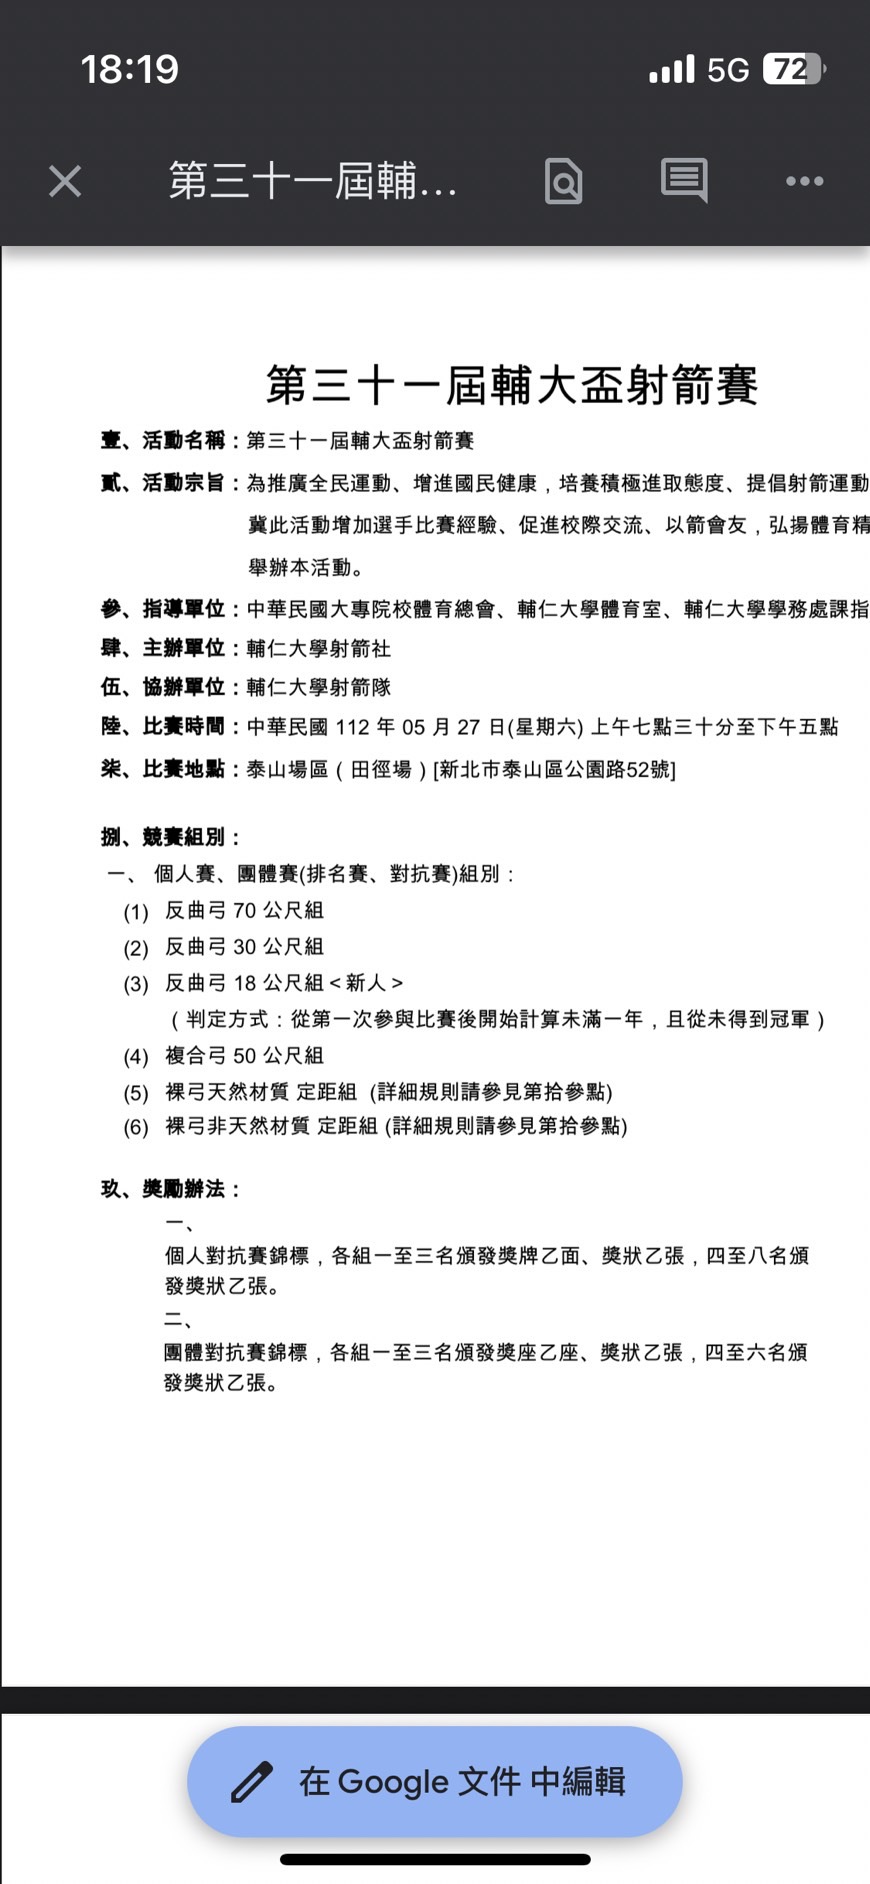 18:19
5G 72
第三十一屆輔...
第三十一屆輔大盃射箭賽
壹、活動名稱：第三十一屆輔大盃射箭賽
貳、活動宗旨：為推廣全民運動、增進國民健康，培養積極進取態度、提倡射箭運動
冀此活動增加選手比賽經驗、促進校際交流、以箭會友，弘揚體育精
舉辦本活動。
參、指導單位：中華民國大專院校體育總會、輔仁大學體育室、輔仁大學學務處課指
肆、主辦單位：輔仁大學射箭社
伍、協辦單位：輔仁大學射箭隊
陸、比賽時間：中華民國 112 年 05 月 27 日(星期六) 上午七點三十分至下午五點
柒、比賽地點：泰山場區（田徑場）[新北市泰山區公園路52號]
捌、競賽組別：
一、 個人賽、團體賽(排名賽、對抗賽)組別：
(1) 反曲弓 70 公尺組
(2) 反曲弓 30 公尺組
(3) 反曲弓 18 公尺組＜新人＞
（判定方式：從第一次參與比賽後開始計算未滿一年，且從未得到冠軍）
(4) 複合弓 50 公尺組
(5) 裸弓天然材質 定距組 (詳細規則請參見第拾參點)
(6) 裸弓非天然材質 定距組 (詳細規則請參見第拾參點)
玖、獎勵辦法：
一、
個人對抗賽錦標，各組一至三名頒發獎牌乙面、獎狀乙張，四至八名頒
發獎狀乙張。
二、
團體對抗賽錦標，各組一至三名頒發獎座乙座、獎狀乙張，四至六名頒
發獎狀乙張。
在 Google 文件 中編輯